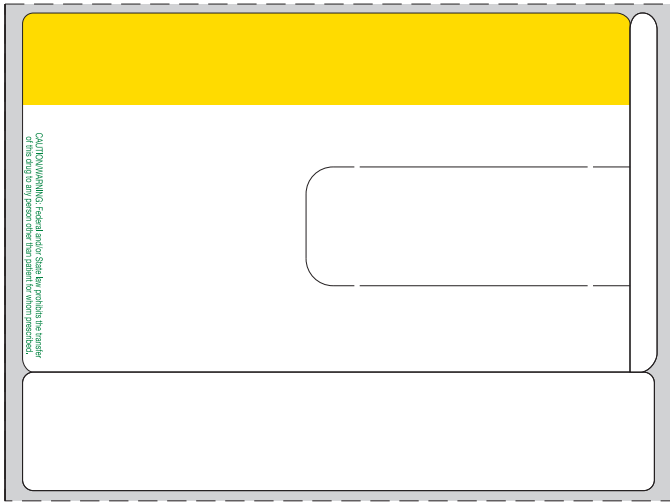 CAUTION/WARNING: Federal and/or State law prohibits the transfer
of this drug to any person other than patient for whom prescribed.